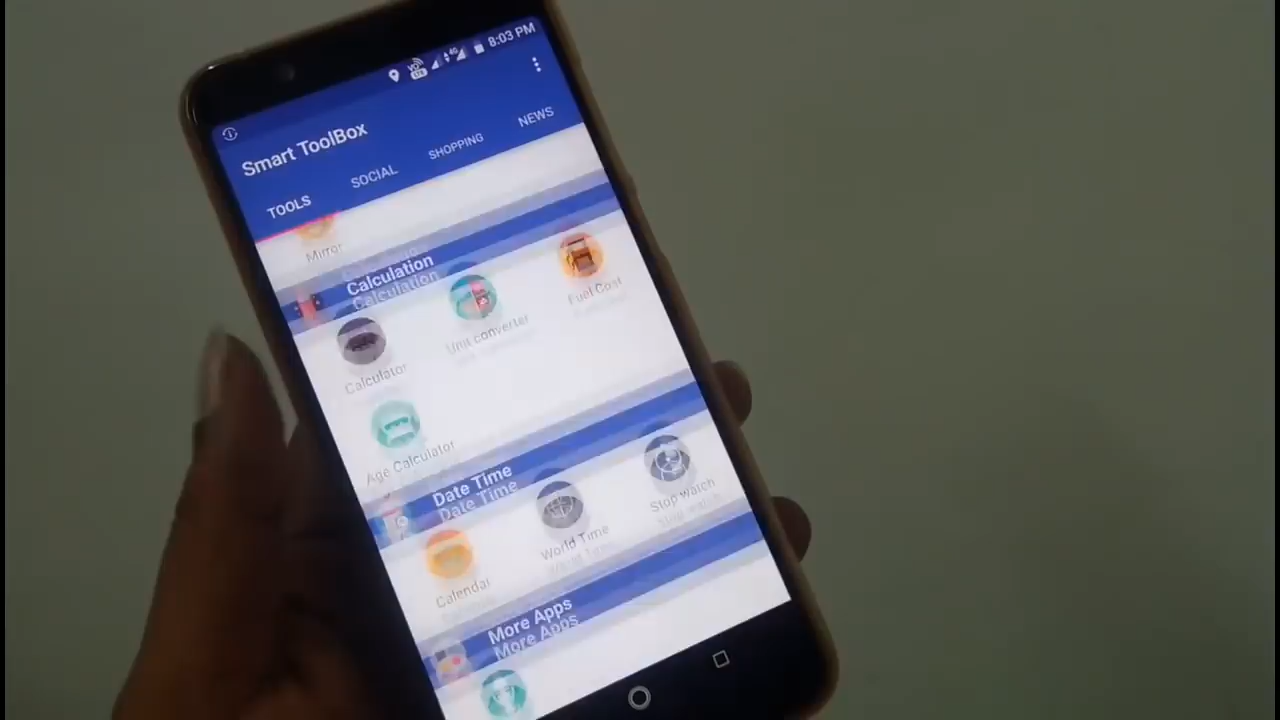 8:03 PM
Smart ToolBox
TOOLS
SOCIAL
SHOPPING
NEWS
Mirror
Calculation
Calculator
Unit converter
Fuel Cost
Age Calculator
Date Time
Calendar
World Time
Stop watch
More Apps